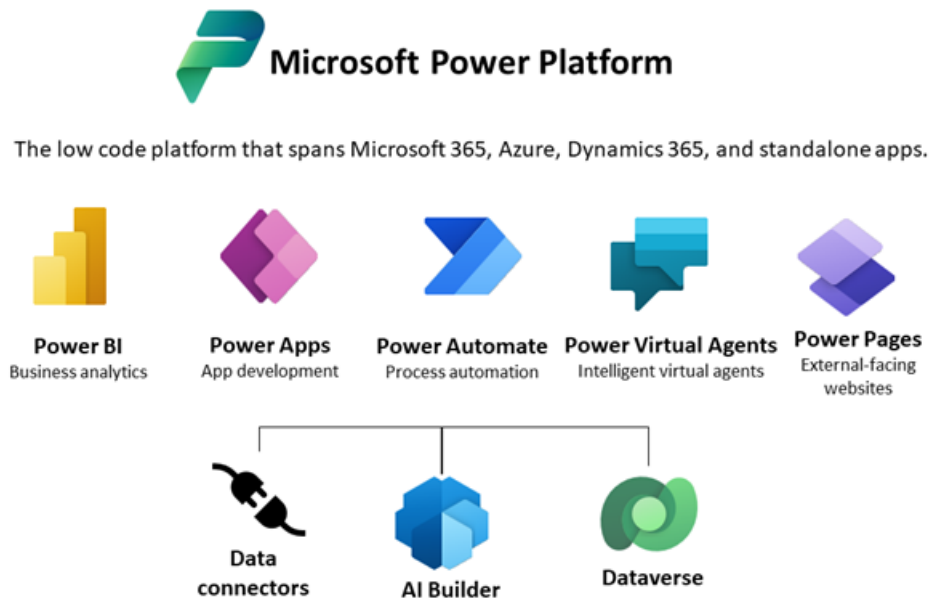 Microsoft Power Platform
The low code platform that spans Microsoft 365, Azure, Dynamics 365, and standalone apps.
Power BI
Business analytics
Power Apps
App development
Power Automate
Process automation
Power Virtual Agents
Intelligent virtual agents
Power Pages
External-facing
websites
Data
connectors
AI Builder
Dataverse